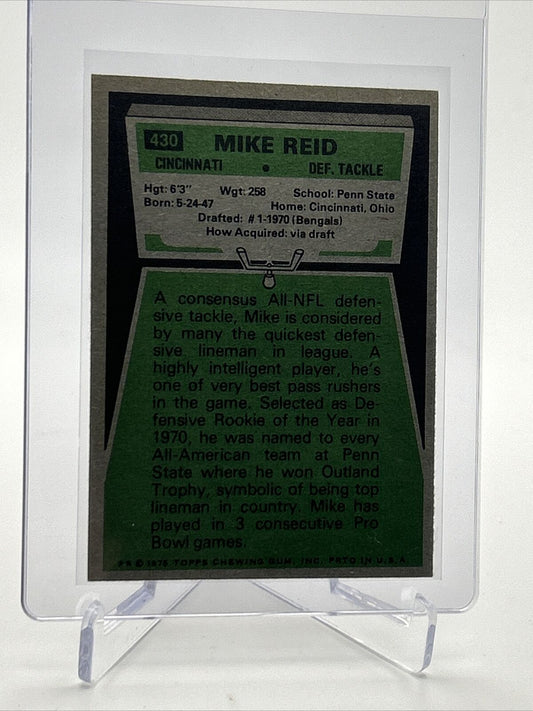 430 MIKE REID
CINCINNATI • DEF. TACKLE
Hgt: 6'3" Wgt: 258 School: Penn State
Born: 5-24-47 Home: Cincinnati, Ohio
Drafted: #1-1970 (Bengals)
How Acquired: via draft
A consensus All-NFL defen-
sive tackle, Mike is considered
by many the quickest defen-
sive lineman in league. A
highly intelligent player, he's
one of very best pass rushers
in the game. Selected as De-
fensive Rookie of the Year in
1970, he was named to every
All-American team at Penn
State where he won Outland
Trophy, symbolic of being top
lineman in country. Mike has
played in 3 consecutive Pro
Bowl games.
© 1975 TOPPS CHEWING GUM, INC. PRTD IN U.S.A.